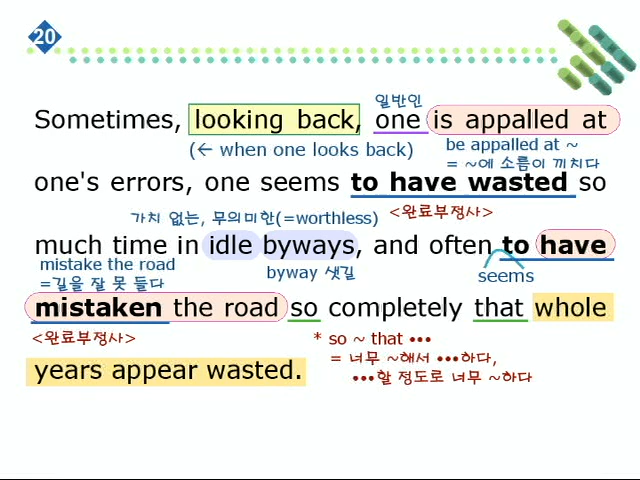 20
일반인
Sometimes, looking back, one is appalled at
(← when one looks back)
be appalled at ~
= ~에 소름이 끼치다
one's errors, one seems to have wasted so
가치 없는, 무의미한(=worthless)
<완료부정사>
much time in idle byways, and often to have
mistake the road
=길을 잘 못 들다
byway 샛길
seems
mistaken the road so completely that whole
<완료부정사>
* so ~ that •••
= 너무 ~해서 •••하다,
•••할 정도로 너무 ~하다
years appear wasted.